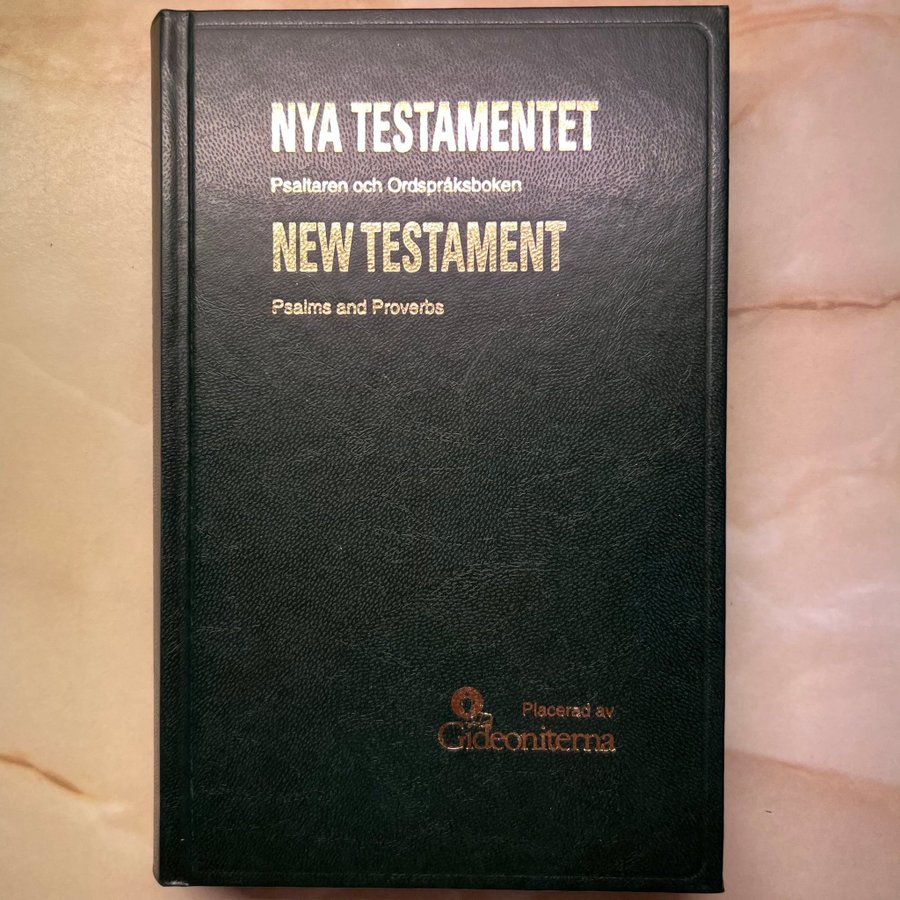 NYA TESTAMENTET
Psaltaren och Ordspråksboken
NEW TESTAMENT
Psalms and Proverbs
Placerad av
Gideoniterna